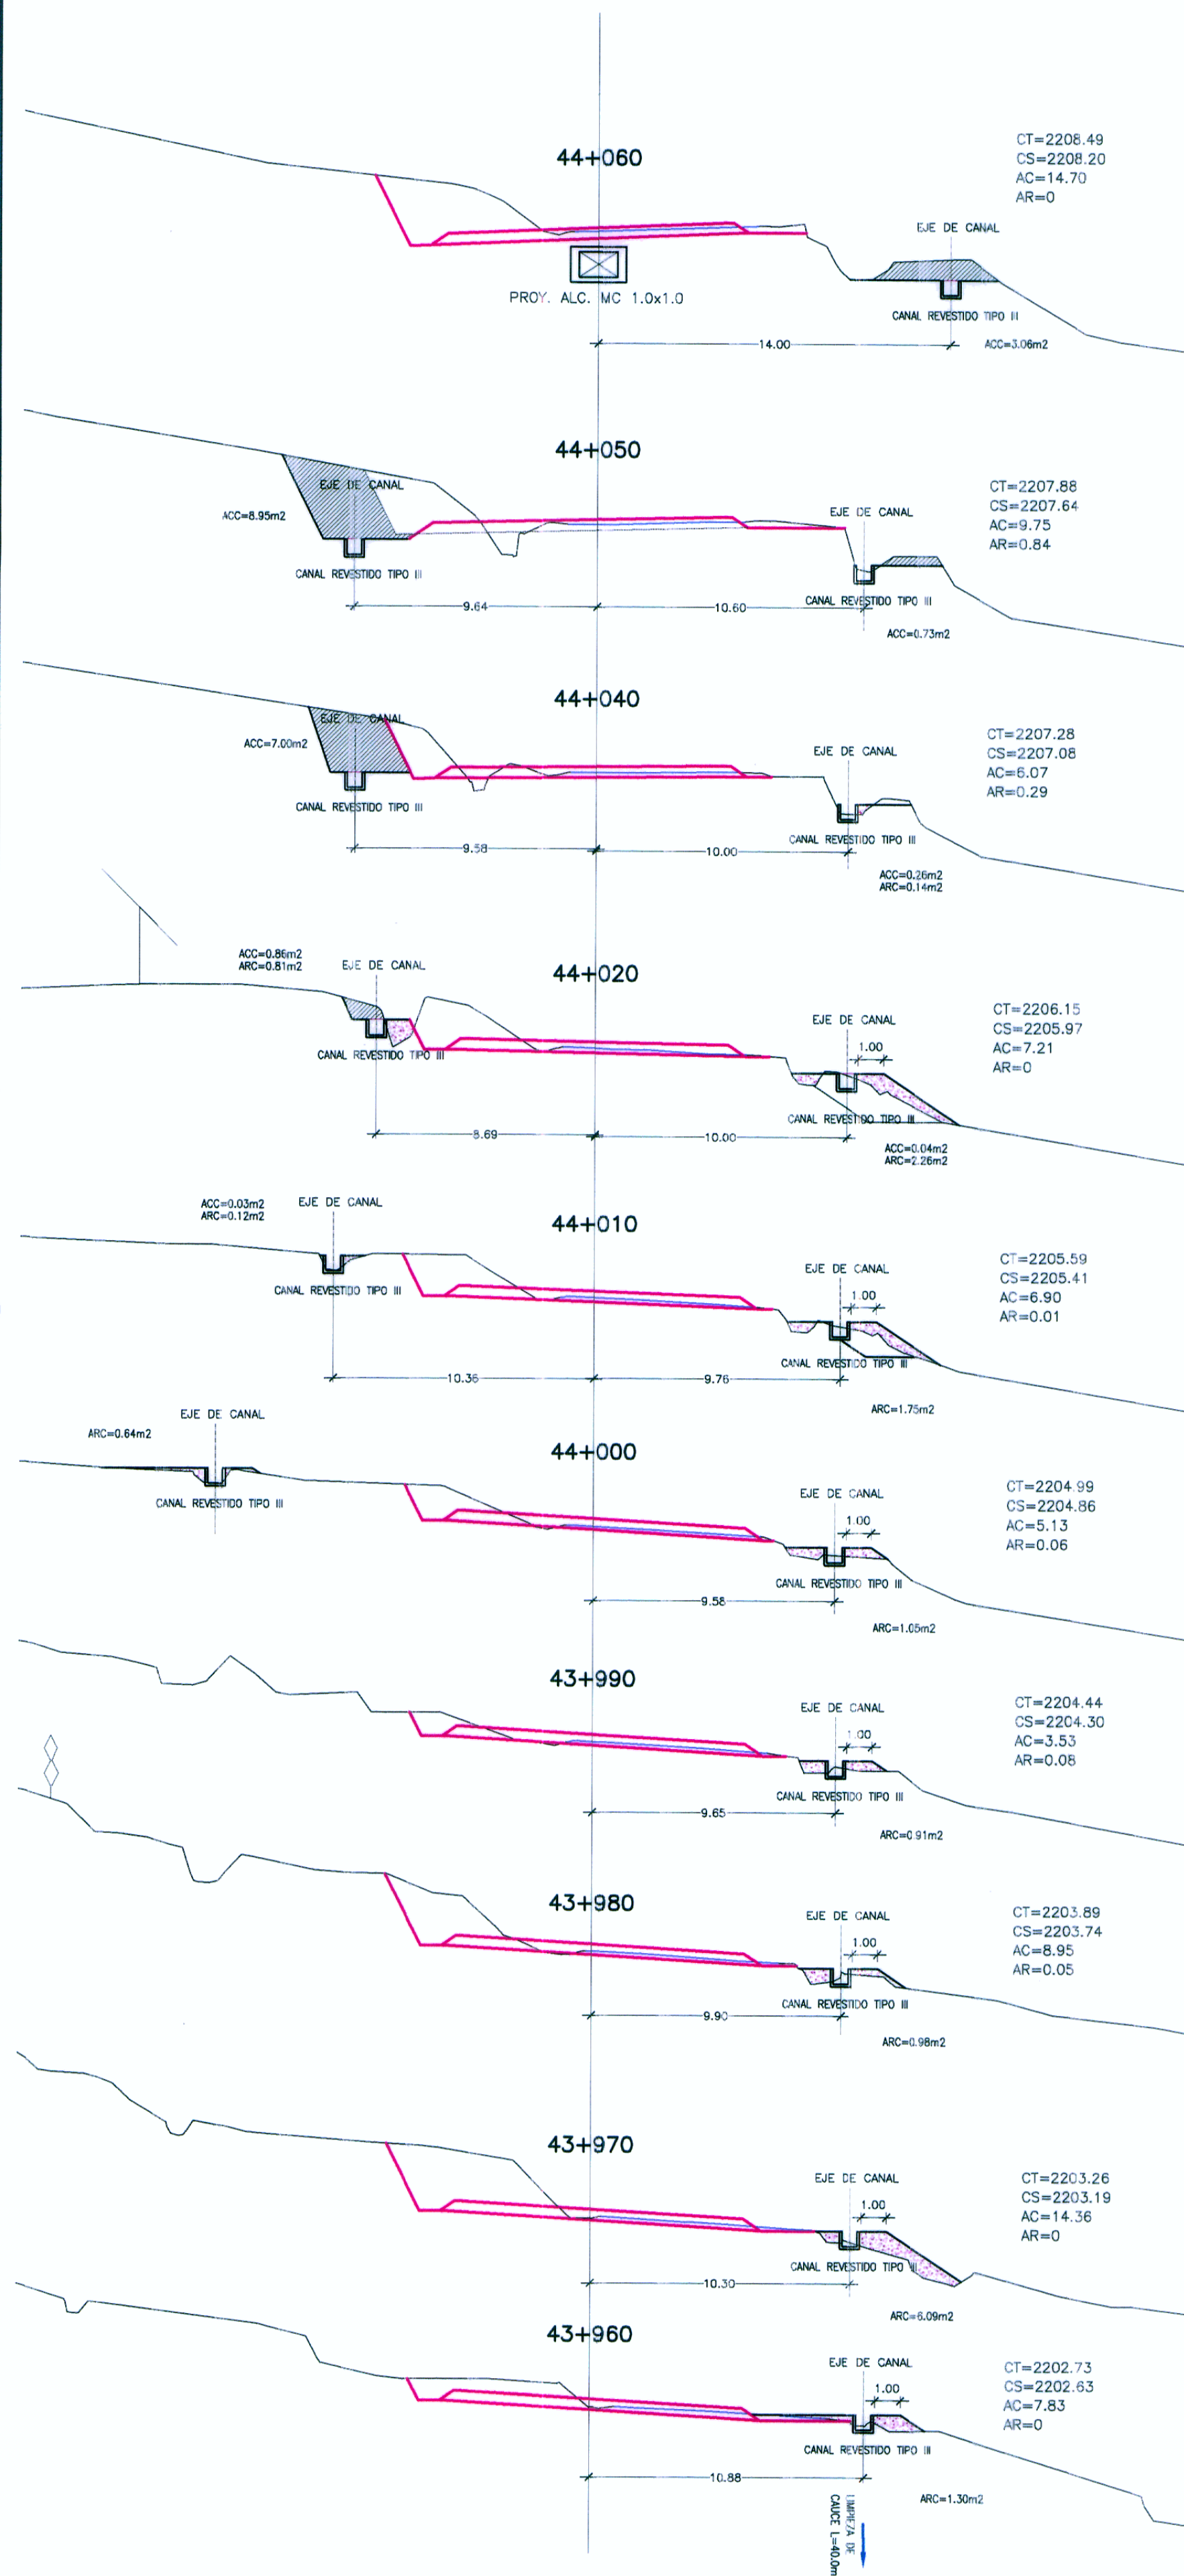 44+060
CT=2208.49
CS=2208.20
AC=14.70
AR=0
EJE DE CANAL
PROY. ALC. MC 1.0x1.0
CANAL REVESTIDO TIPO III
14.00
ACC=3.06m2
44+050
EJE DE CANAL
ACC=8.95m2
CT=2207.88
CS=2207.64
AC=9.75
AR=0.84
EJE DE CANAL
CANAL REVESTIDO TIPO III
CANAL REVESTIDO TIPO III
9.64
10.60
ACC=0.73m2
44+040
EJE DE CANAL
ACC=7.00m2
CT=2207.28
CS=2207.08
AC=6.07
AR=0.29
EJE DE CANAL
CANAL REVESTIDO TIPO III
CANAL REVESTIDO TIPO III
9.58
10.00
ACC=0.26m2
ARC=0.14m2
ACC=0.86m2
ARC=0.81m2
EJE DE CANAL
44+020
CT=2206.15
CS=2205.97
AC=7.21
AR=0
EJE DE CANAL
1.00
CANAL REVESTIDO TIPO III
CANAL REVESTIDO TIPO III
8.69
10.00
ACC=0.04m2
ARC=2.26m2
ACC=0.03m2
ARC=0.12m2
EJE DE CANAL
44+010
CT=2205.59
CS=2205.41
AC=6.90
AR=0.01
EJE DE CANAL
1.00
CANAL REVESTIDO TIPO III
CANAL REVESTIDO TIPO III
10.36
9.76
ARC=1.75m2
EJE DE CANAL
ARC=0.64m2
44+000
CT=2204.99
CS=2204.86
AC=5.13
AR=0.06
EJE DE CANAL
1.00
CANAL REVESTIDO TIPO III
CANAL REVESTIDO TIPO III
9.58
ARC=1.05m2
43+990
CT=2204.44
CS=2204.30
AC=3.53
AR=0.08
EJE DE CANAL
1.00
CANAL REVESTIDO TIPO III
9.65
ARC=0.91m2
43+980
CT=2203.89
CS=2203.74
AC=8.95
AR=0.05
EJE DE CANAL
1.00
CANAL REVESTIDO TIPO III
9.90
ARC=0.98m2
43+970
CT=2203.26
CS=2203.19
AC=14.36
AR=0
EJE DE CANAL
1.00
CANAL REVESTIDO TIPO III
10.30
ARC=6.09m2
43+960
CT=2202.73
CS=2202.63
AC=7.83
AR=0
EJE DE CANAL
1.00
CANAL REVESTIDO TIPO III
10.88
ARC=1.30m2
LIMPIEZA DE
CAUCE L=40.0m